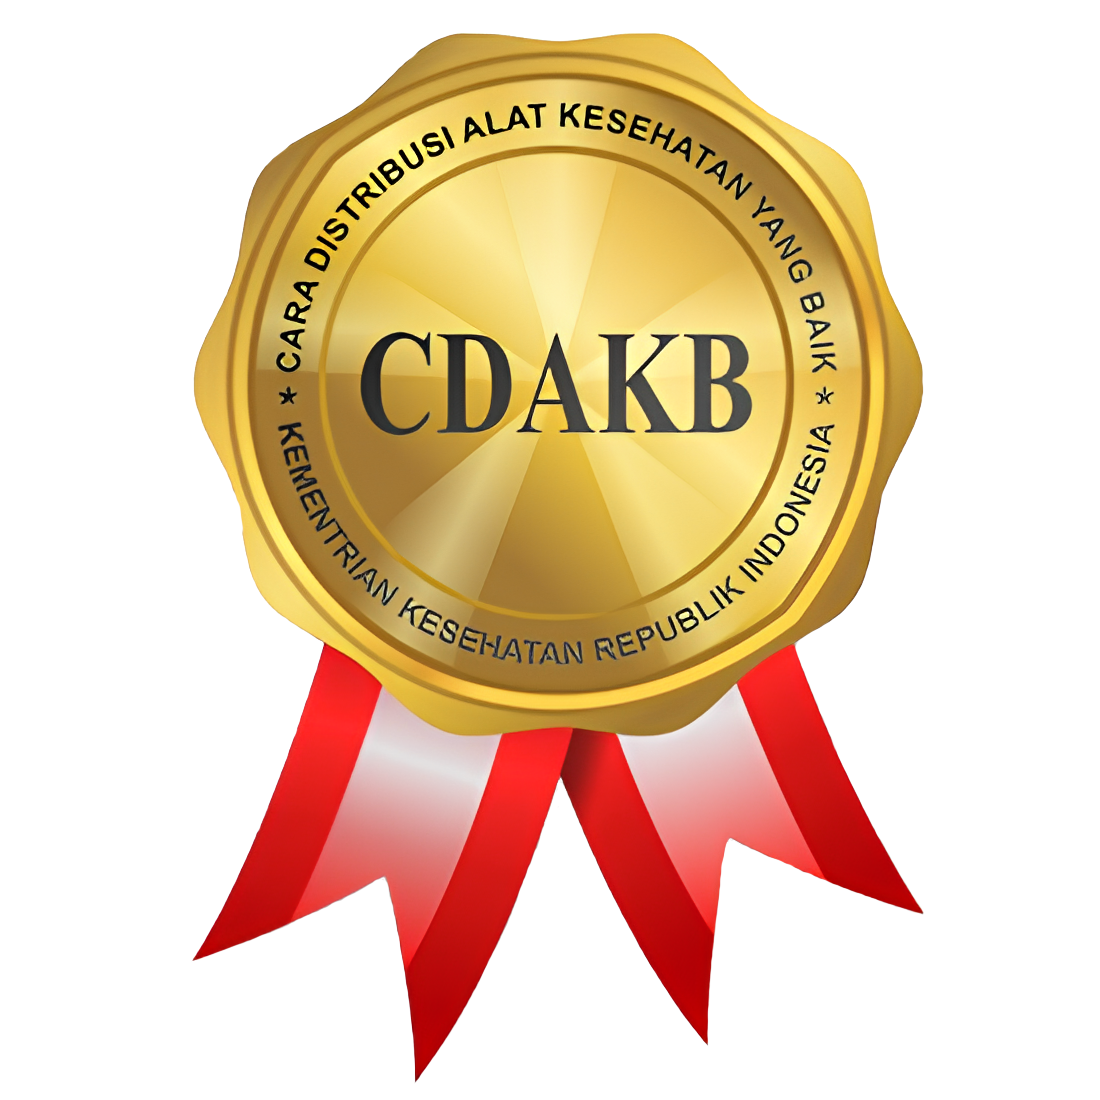 CARA DISTRIBUSI ALAT KESEHATAN YANG BAIK
CDAKB
* KEMENTRIAN KESEHATAN REPUBLIK INDONESIA *